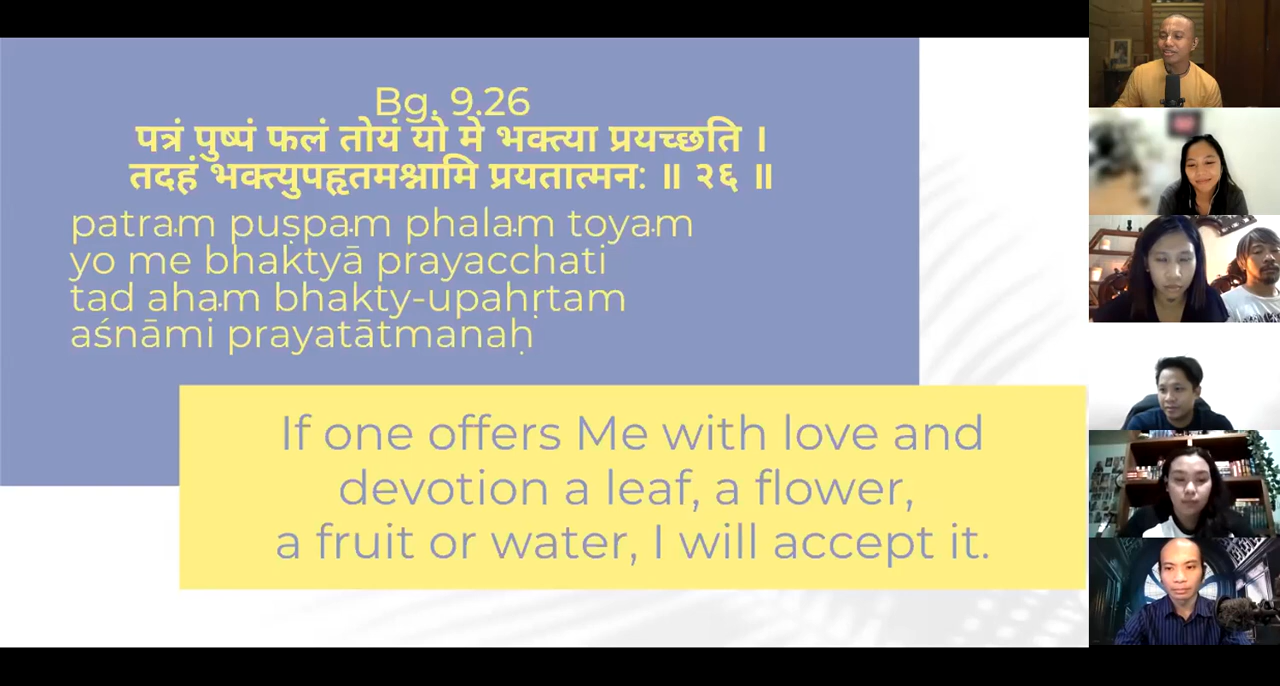 Bg. 9.26
पत्रं पुष्पं फलं तोयं यो मे भक्त्या प्रयच्छति ।
तदहं भक्त्युपहृतमश्नामि प्रयतात्मन: ॥ २६ ॥
patraṁ puṣpaṁ phalaṁ toyaṁ
yo me bhaktyā prayacchati
tad ahaṁ bhakty-upahṛtam
aśnāmi prayatātmanaḥ
If one offers Me with love and
devotion a leaf, a flower,
a fruit or water, I will accept it.